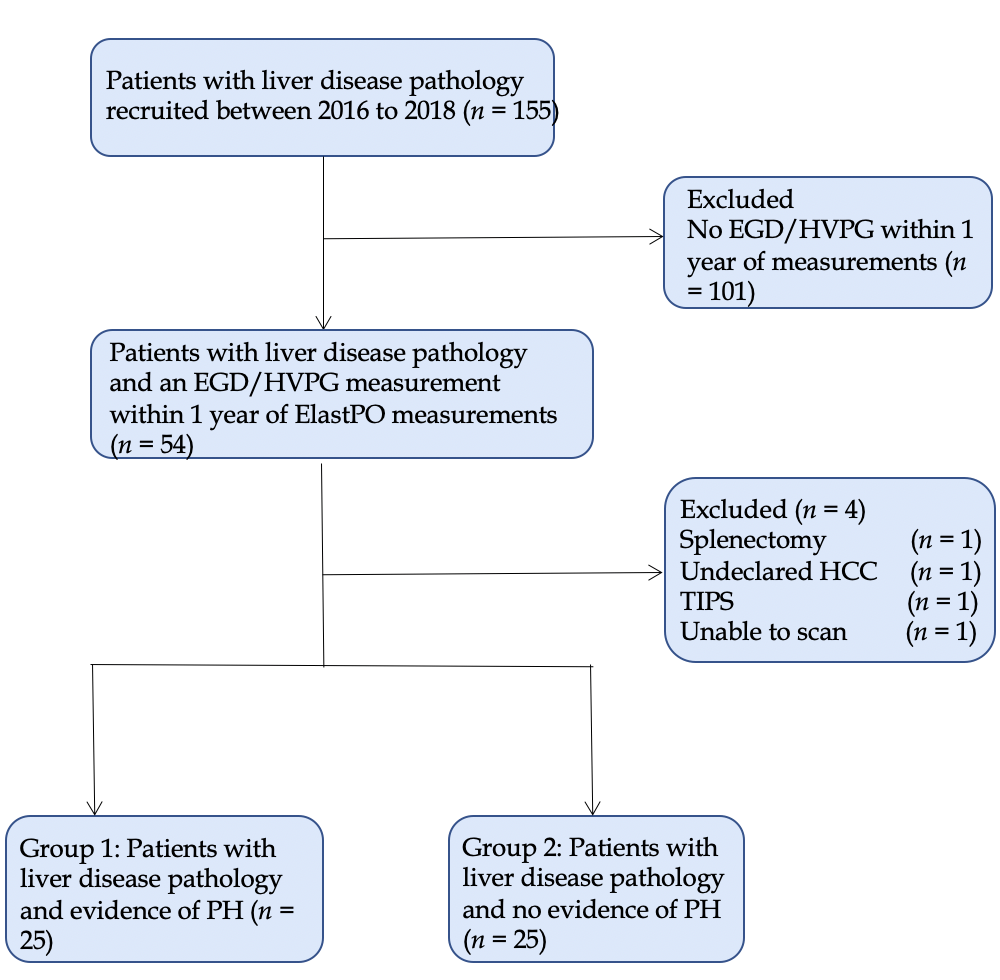 Patients with liver disease pathology
recruited between 2016 to 2018 (n = 155)
Excluded
No EGD/HVPG within 1
year of measurements (n
= 101)
Patients with liver disease pathology
and an EGD/HVPG measurement
within 1 year of ElastPO measurements
(n = 54)
Excluded (n = 4)
Splenectomy (n = 1)
Undeclared HCC (n = 1)
TIPS (n = 1)
Unable to scan (n = 1)
Group 1: Patients with
liver disease pathology
and evidence of PH (n =
25)
Group 2: Patients with
liver disease pathology
and no evidence of PH
(n = 25)